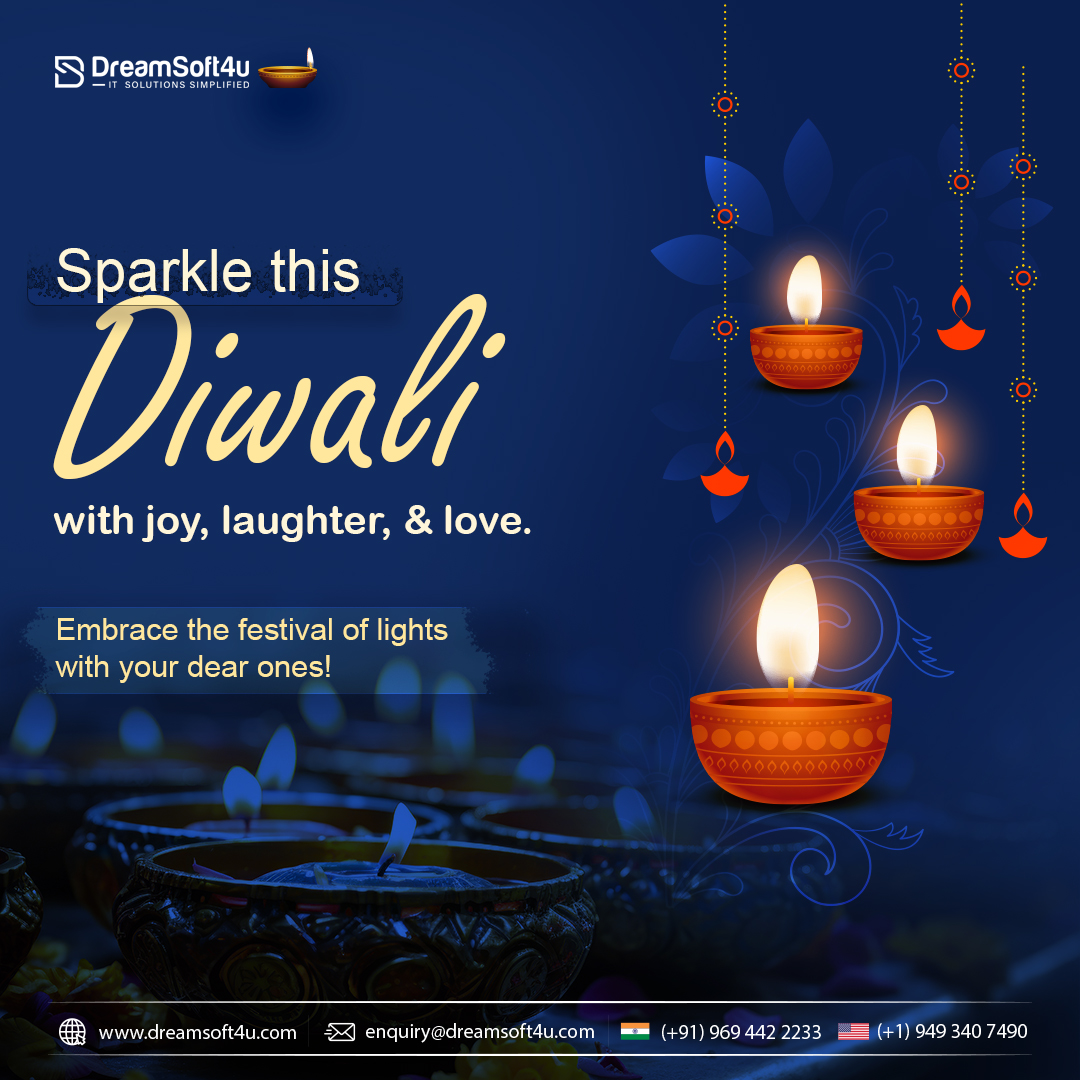 DreamSoft4u
IT SOLUTIONS SIMPLIFIED
Sparkle this
Diwali
with joy, laughter, & love.
Embrace the festival of lights
with your dear ones!
www.dreamsoft4u.com enquiry@dreamsoft4u.com (+91) 969 442 2233 (+1) 949 340 7490